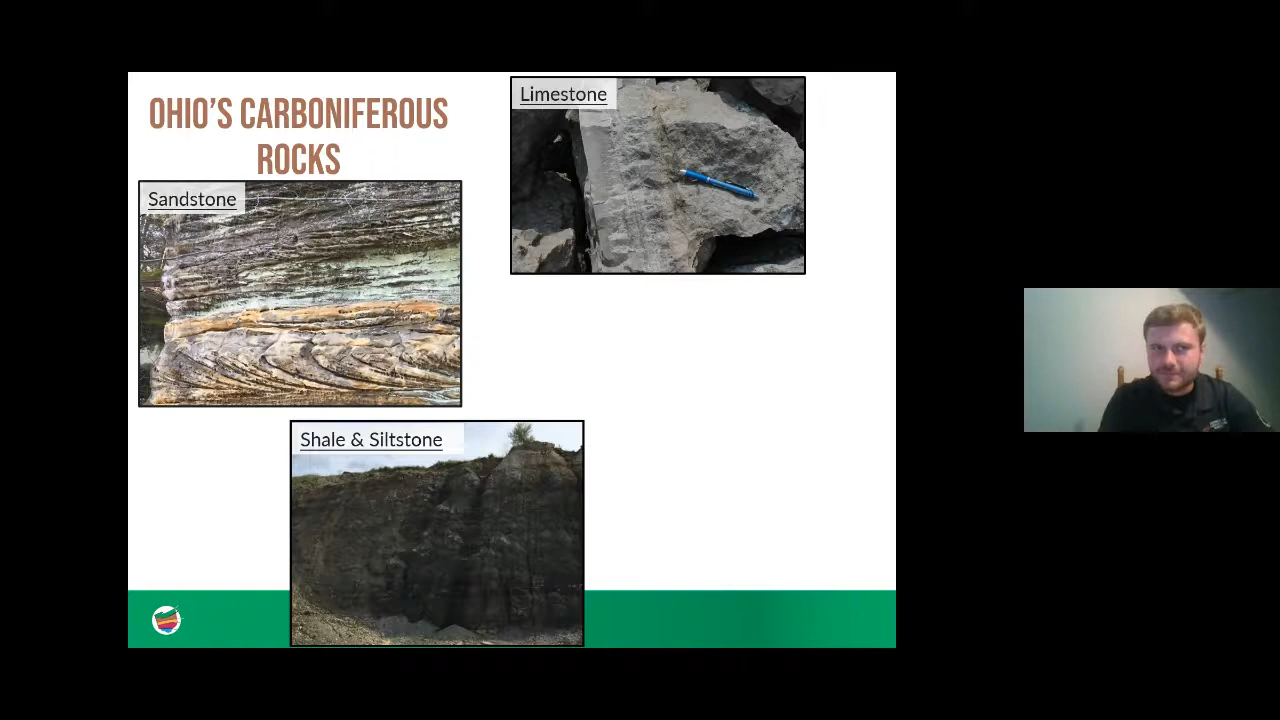 OHIO'S CARBONIFEROUS
ROCKS
Limestone
Sandstone
Shale & Siltstone